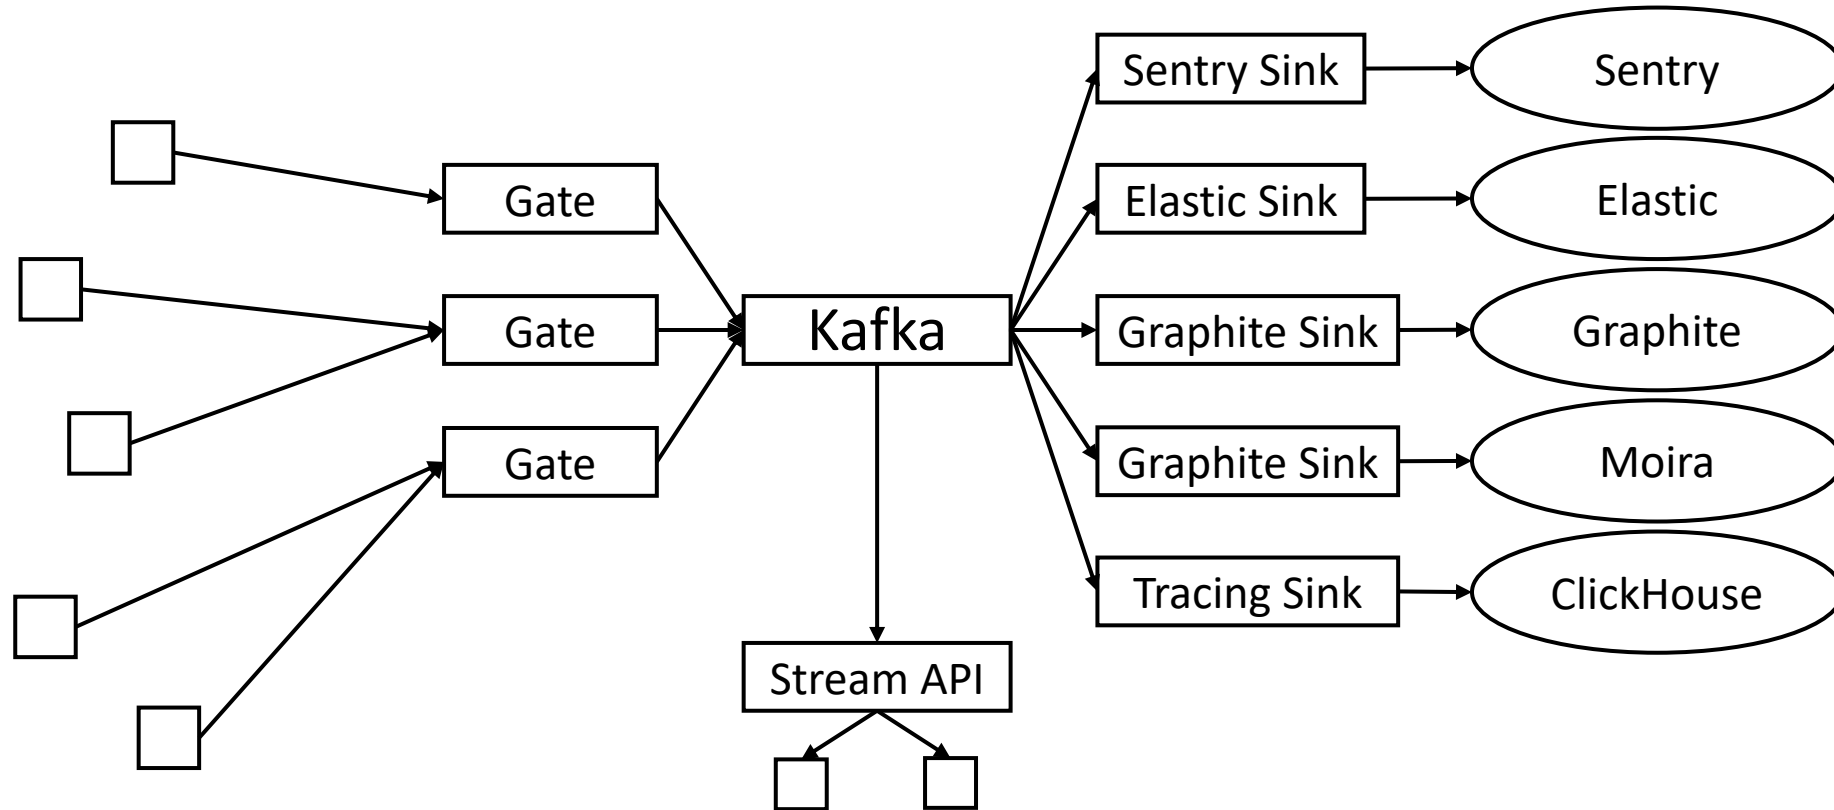 Sentry Sink
Sentry
Gate
Elastic Sink
Elastic
Gate
Kafka
Graphite Sink
Graphite
Gate
Graphite Sink
Moira
Tracing Sink
ClickHouse
Stream API